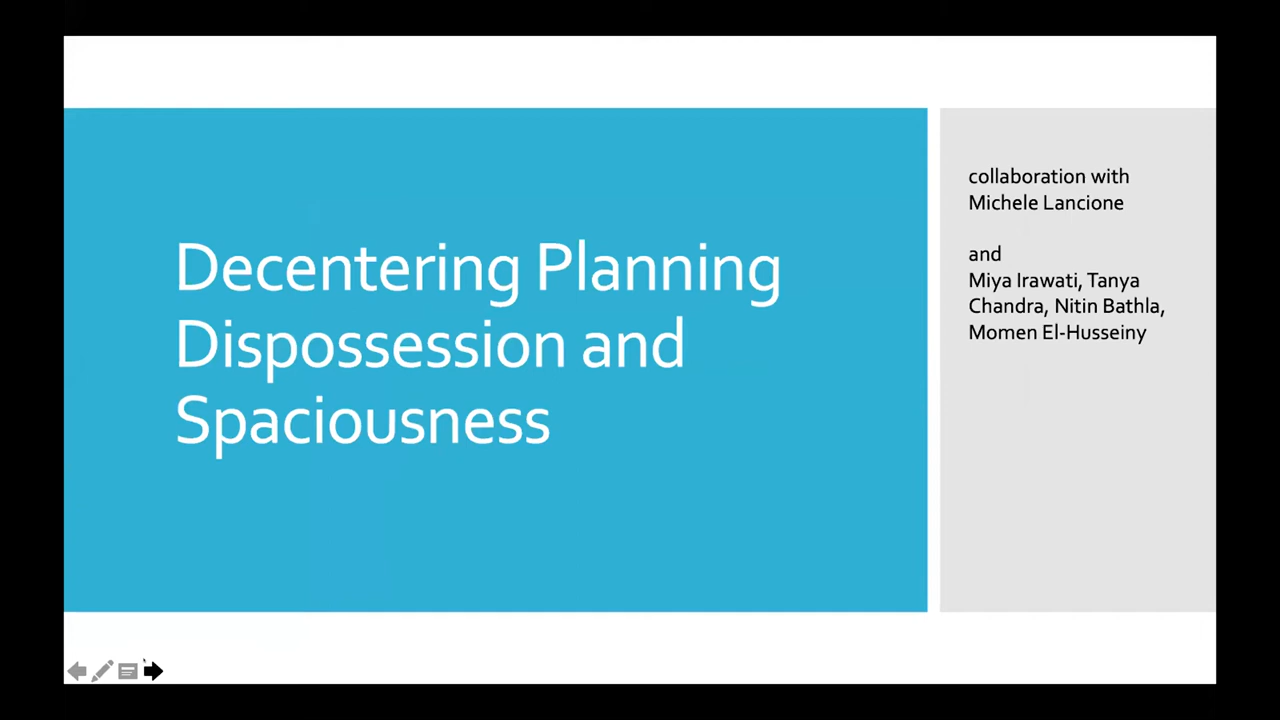 Decentering Planning
Dispossession and
Spaciousness
collaboration with
Michele Lancione
and
Miya Irawati, Tanya
Chandra, Nitin Bathla,
Momen El-Husseiny